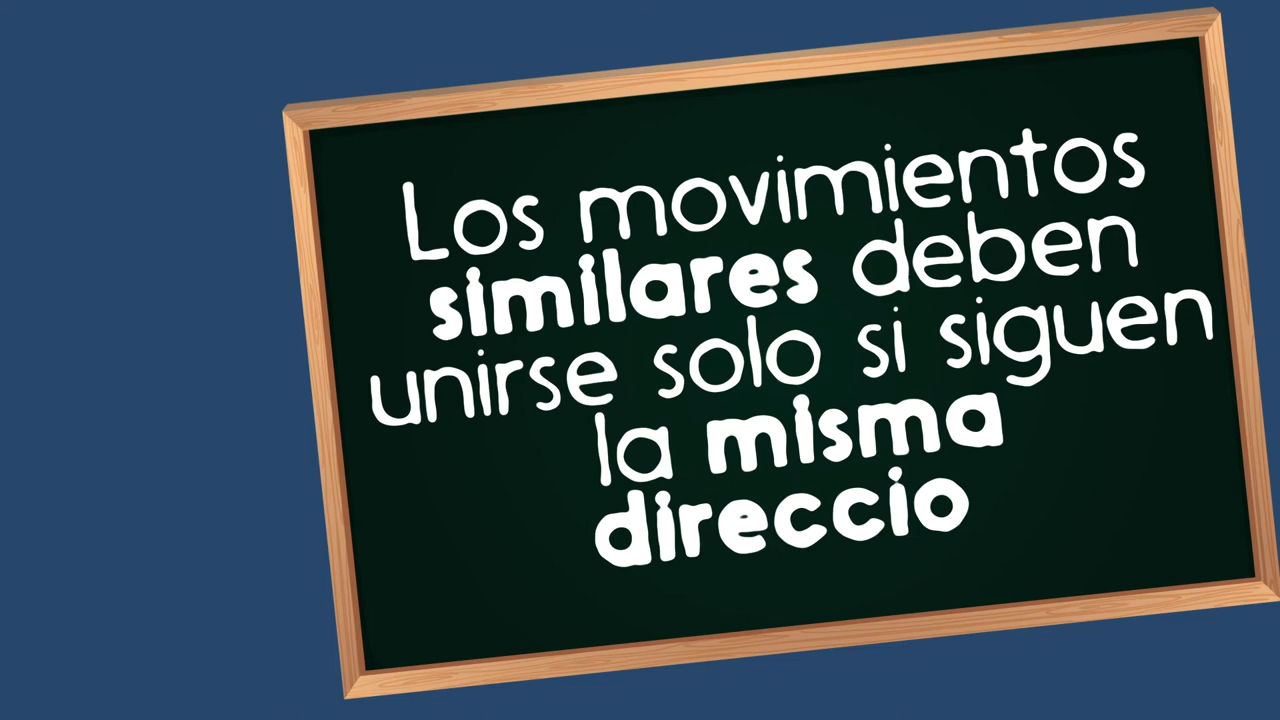 Los movimientos
similares deben
unirse solo si siguen
la misma
direccio